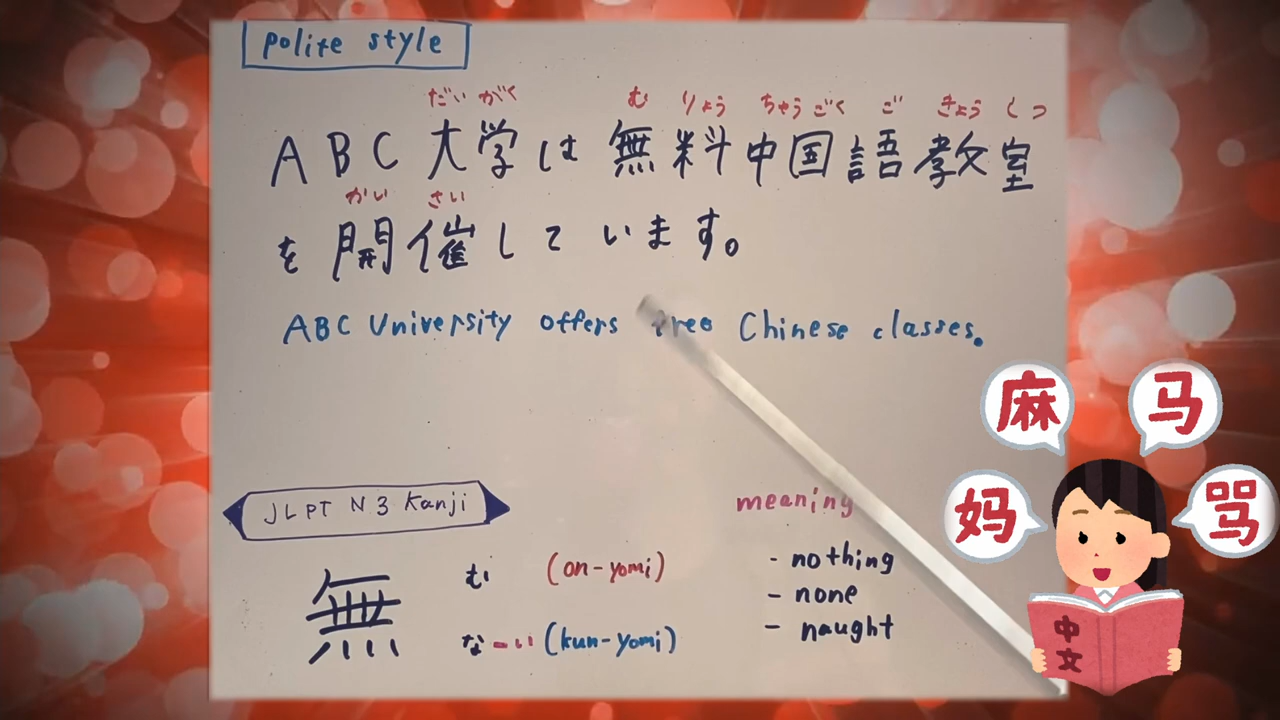 polite style
だい がく む りょう ちゅう ごく ご きょう しつ
ABC 大学は無料中国語教室
かい さい
を開催しています。
ABC University offers free Chinese classes.
JLPT N3 Kanji
meaning
無 む (on-yomi)
な-い (kun-yomi)
- nothing
- none
- naught
麻
马
妈
骂
中文